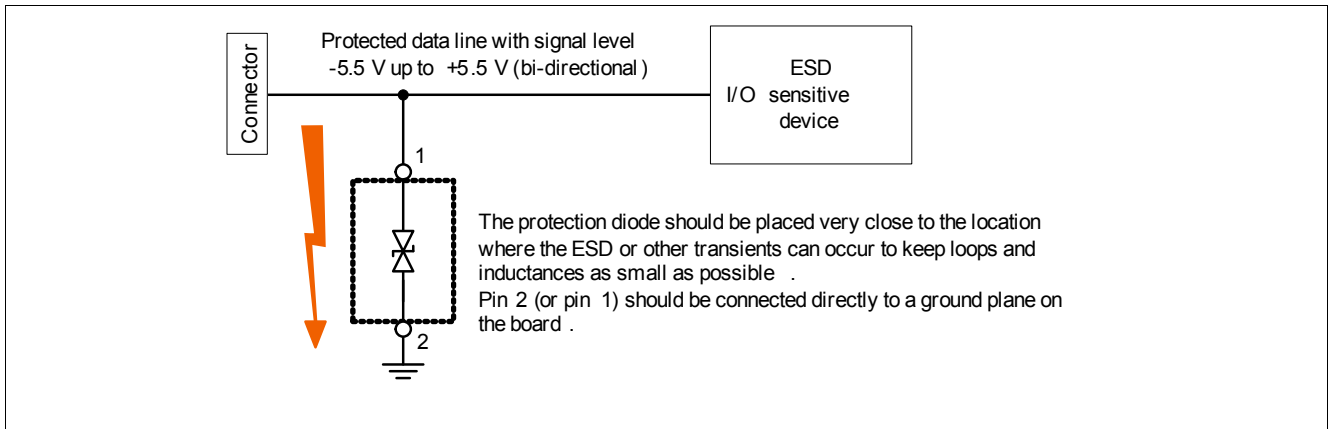 Connector
Protected data line with signal level
-5.5 V up to +5.5 V (bi-directional)
ESD
I/O sensitive
device
1
The protection diode should be placed very close to the location
where the ESD or other transients can occur to keep loops and
inductances as small as possible .
Pin 2 (or pin 1) should be connected directly to a ground plane on
the board .
2